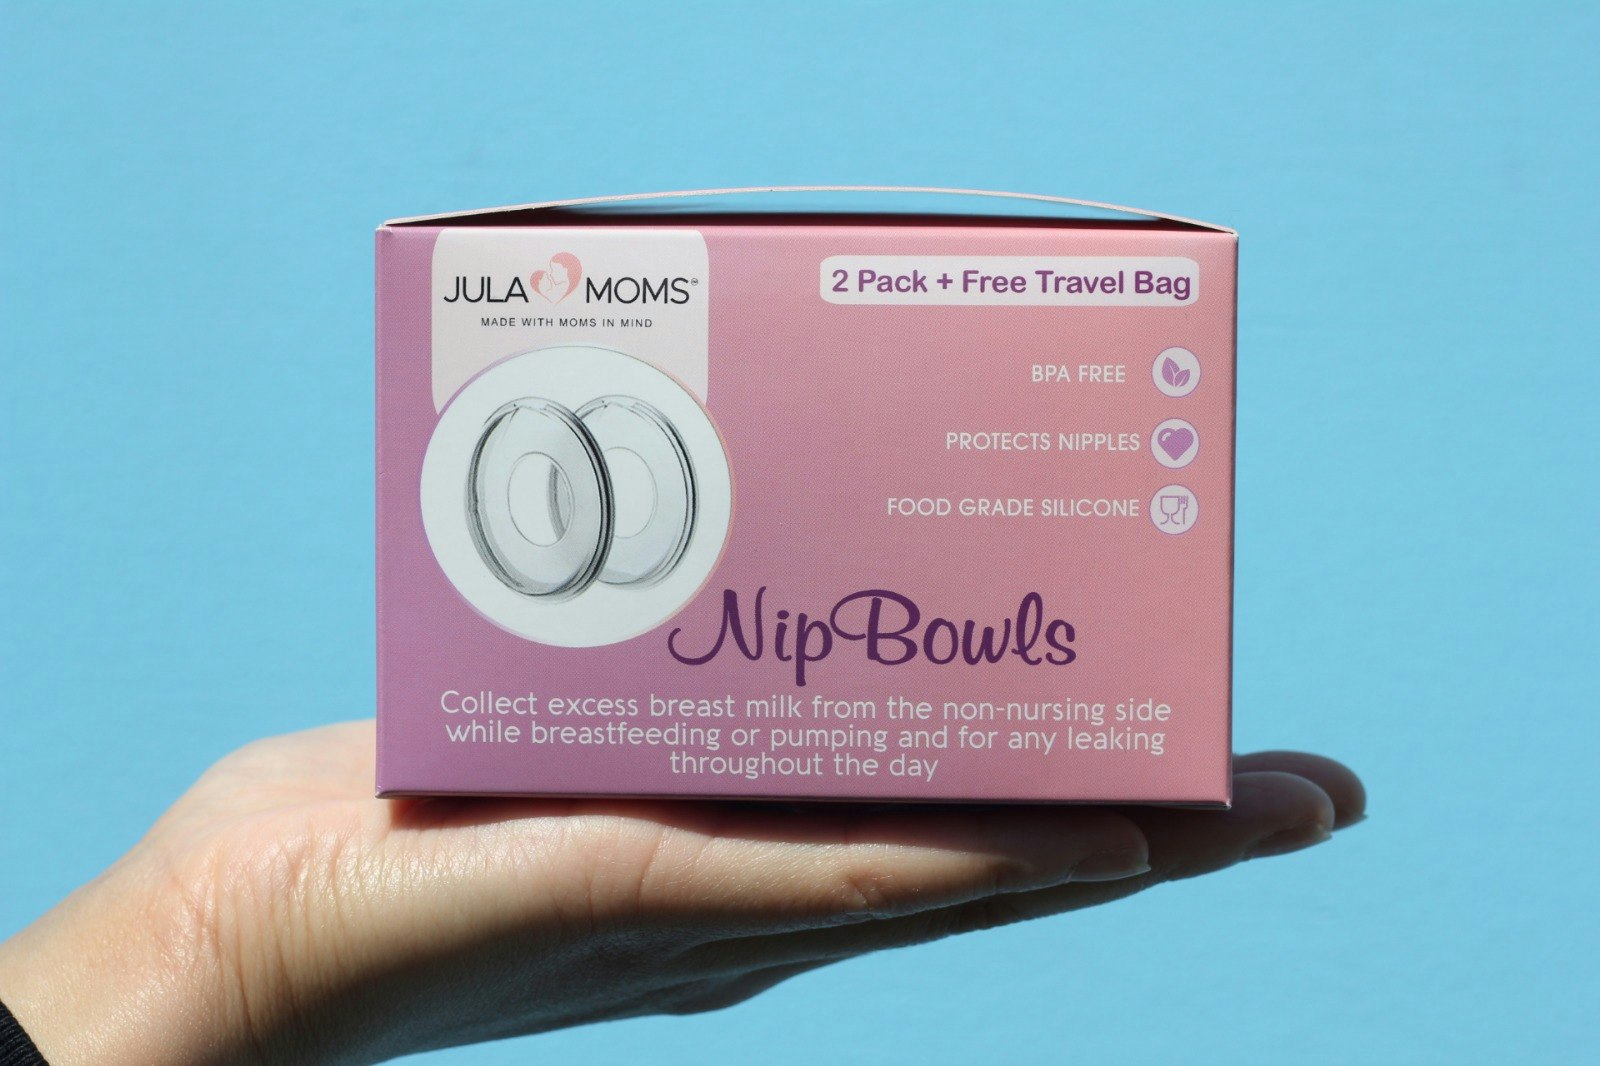 JULA MOMS™
MADE WITH MOMS IN MIND
2 Pack + Free Travel Bag
BPA FREE
PROTECTS NIPPLES
FOOD GRADE SILICONE
NipBowls
Collect excess breast milk from the non-nursing side
while breastfeeding or pumping and for any leaking
throughout the day